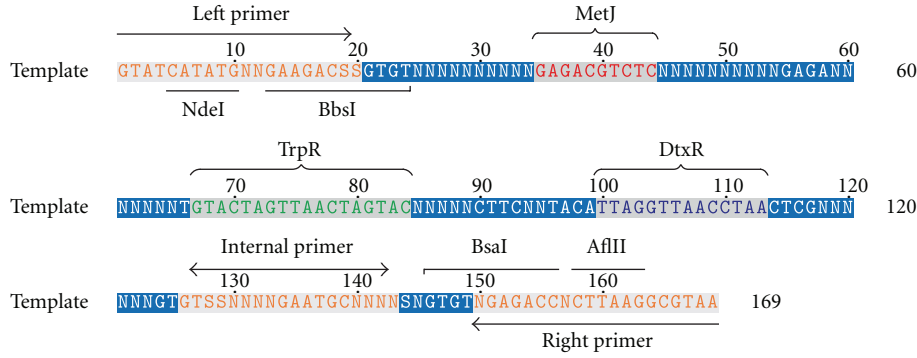 Left primer MetJ
10 20 30 40 50 60
Template GTATCATATGNNGAAGACSSGTGTNNNNNNNNNNGAGACGTCTCNNNNNNNNNNGAGANN 60
NdeI BbsI
TrpR DtxR
70 80 90 100 110 120
Template NNNNNTGTACTAGTTAACTAGTACNNNNNCTTCNNTACATTAGGTTAACCTAACTCGNNN 120
Internal primer BsaI AflII
130 140 150 160
Template NNNGTGTSSNNNNGAATGCNNNNSNGTGTNGAGACCNCTTAAGGCGTAA 169
Right primer